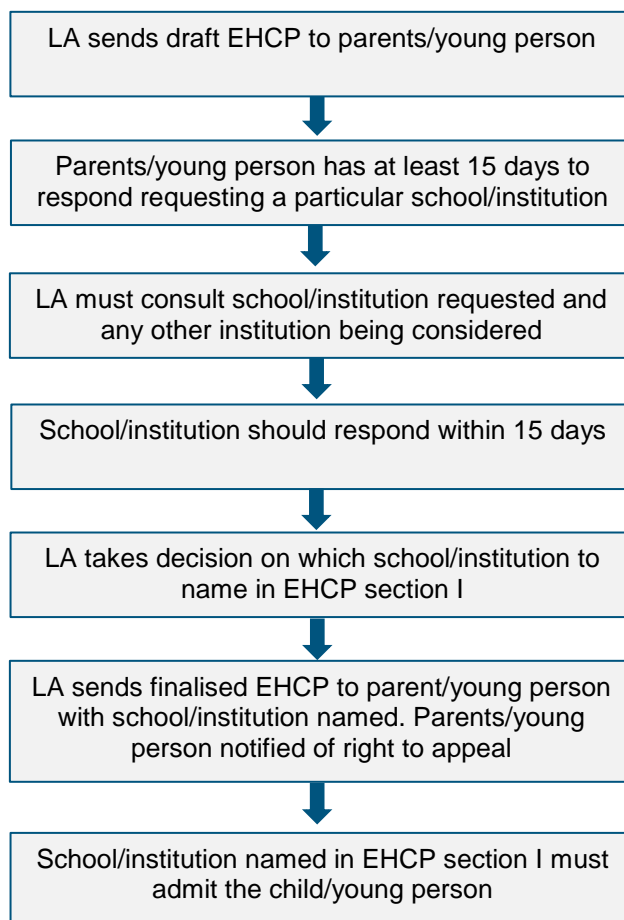 LA sends draft EHCP to parents/young person
Parents/young person has at least 15 days to
respond requesting a particular school/institution
LA must consult school/institution requested and
any other institution being considered
School/institution should respond within 15 days
LA takes decision on which school/institution to
name in EHCP section I
LA sends finalised EHCP to parent/young person
with school/institution named. Parents/young
person notified of right to appeal
School/institution named in EHCP section I must
admit the child/young person